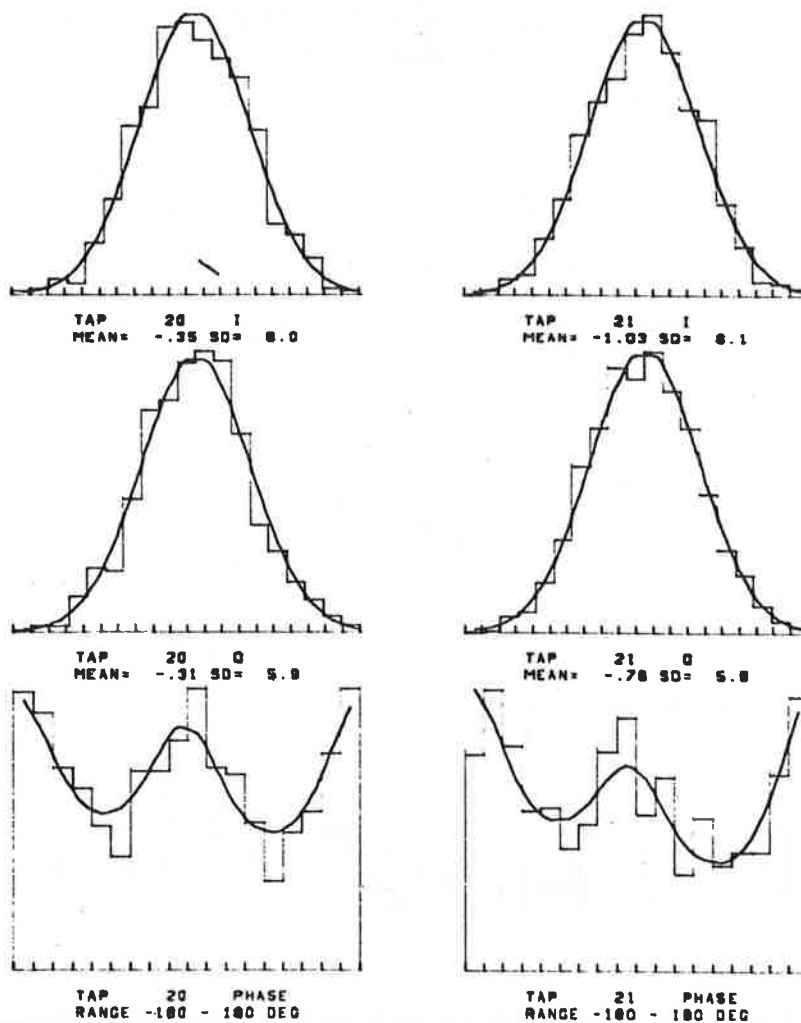 TAP 20 I
MEAN= -.35 SD= 6.0
TAP 21 I
MEAN= -1.03 SD= 6.1
TAP 20 Q
MEAN= -.31 SD= 5.9
TAP 21 Q
MEAN= -.76 SD= 5.8
TAP 20 PHASE
RANGE -180 - 180 DEG
TAP 21 PHASE
RANGE -180 - 180 DEG